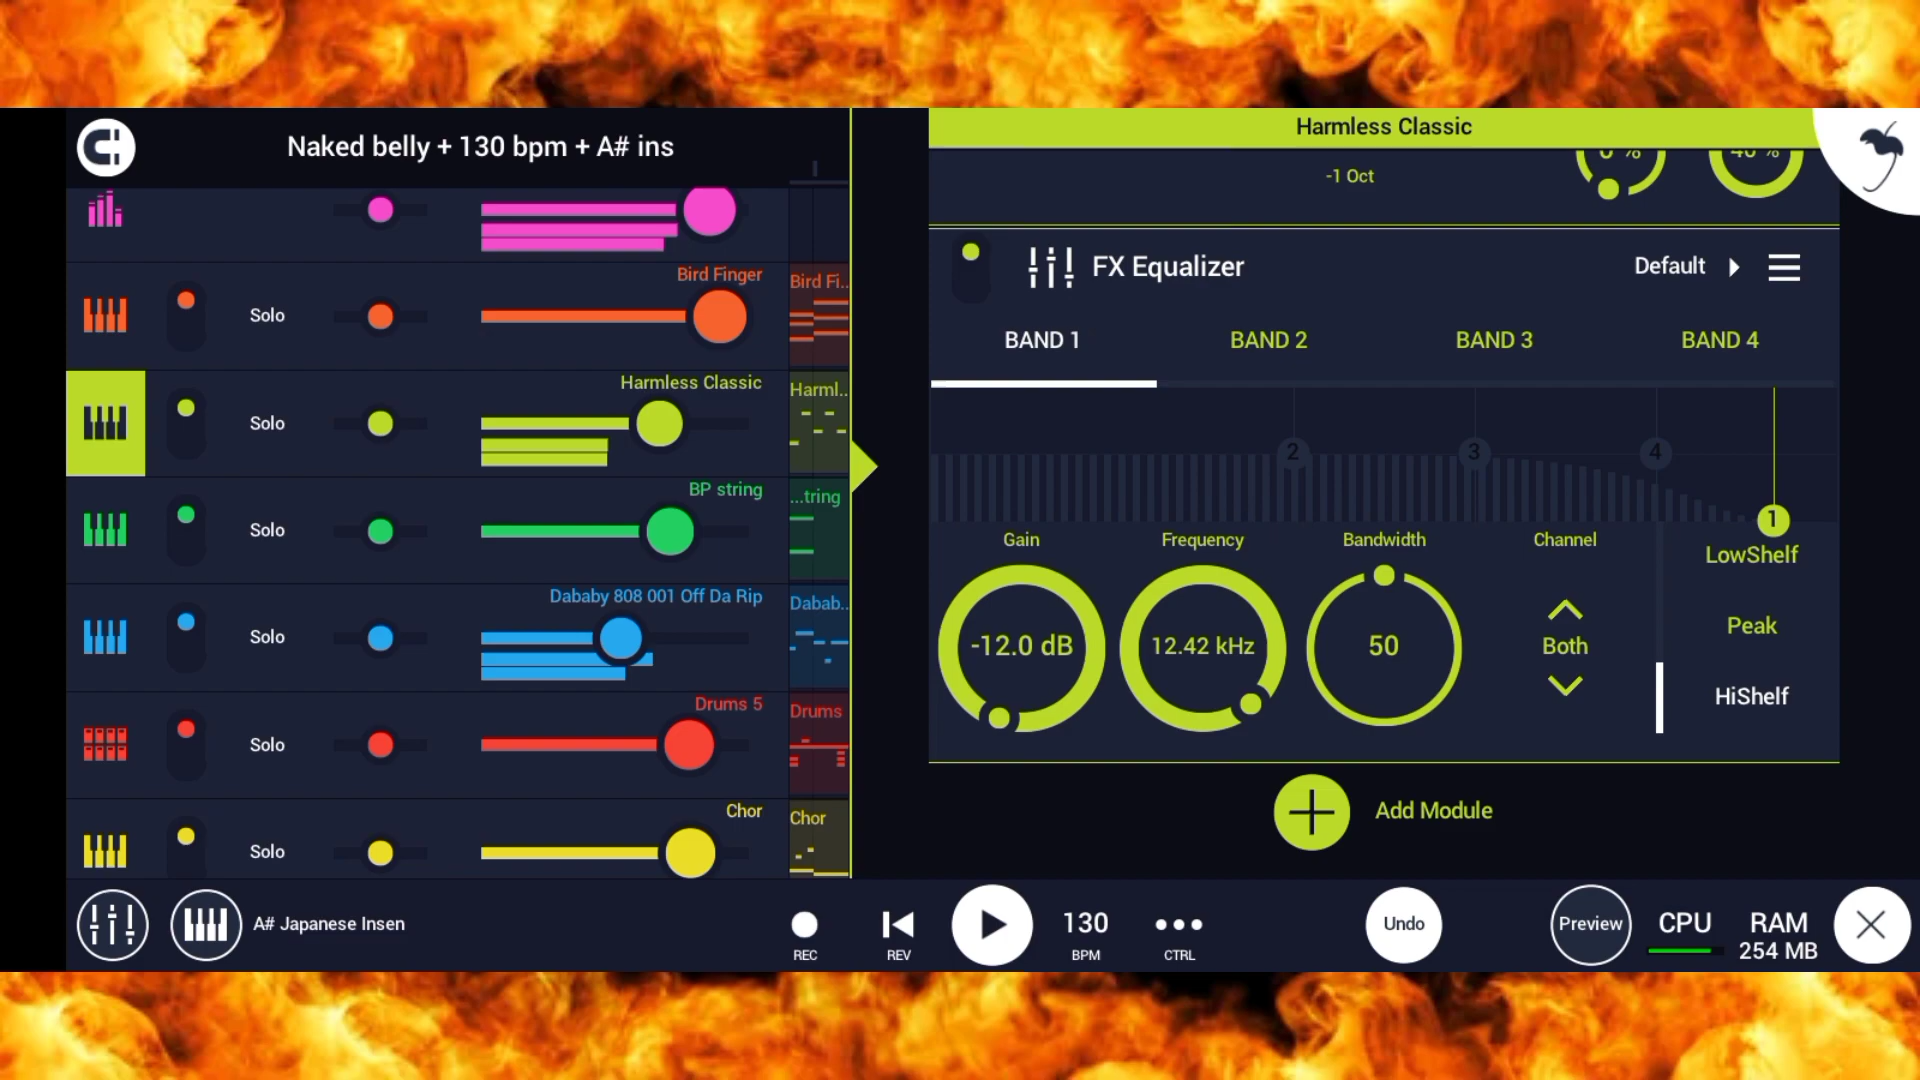 Naked belly + 130 bpm + A# ins
Bird Finger
Bird Fi..
Solo
Harmless Classic
Harml..
Solo
BP string
...tring
Solo
Dababy 808 001 Off Da Rip
Dabab..
Solo
Drums 5
Drums
Solo
Chor
Chor
Solo
Harmless Classic
-1 Oct
FX Equalizer
Default
BAND 1
BAND 2
BAND 3
BAND 4
2
3
4
1
Gain
Frequency
Bandwidth
Channel
LowShelf
Peak
HiShelf
-12.0 dB
12.42 kHz
50
Both
Add Module
A# Japanese Insen
REC
REV
130
BPM
CTRL
Undo
Preview
CPU
RAM
254 MB